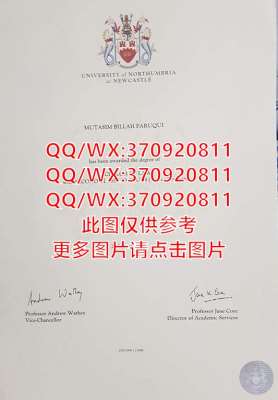 UNIVERSITY OF NORTHUMBRIA
AT NEWCASTLE
MUTASIM BILLAH FARUQUI
QQ/WX:370920811
has been awarded the degree of
QQ/WX:370920811
QQ/WX:370920811
此图仅供参考
更多图片请点击图片
Professor Andrew Wathey
Vice-Chancellor
Professor Jane Core
Director of Academic Services